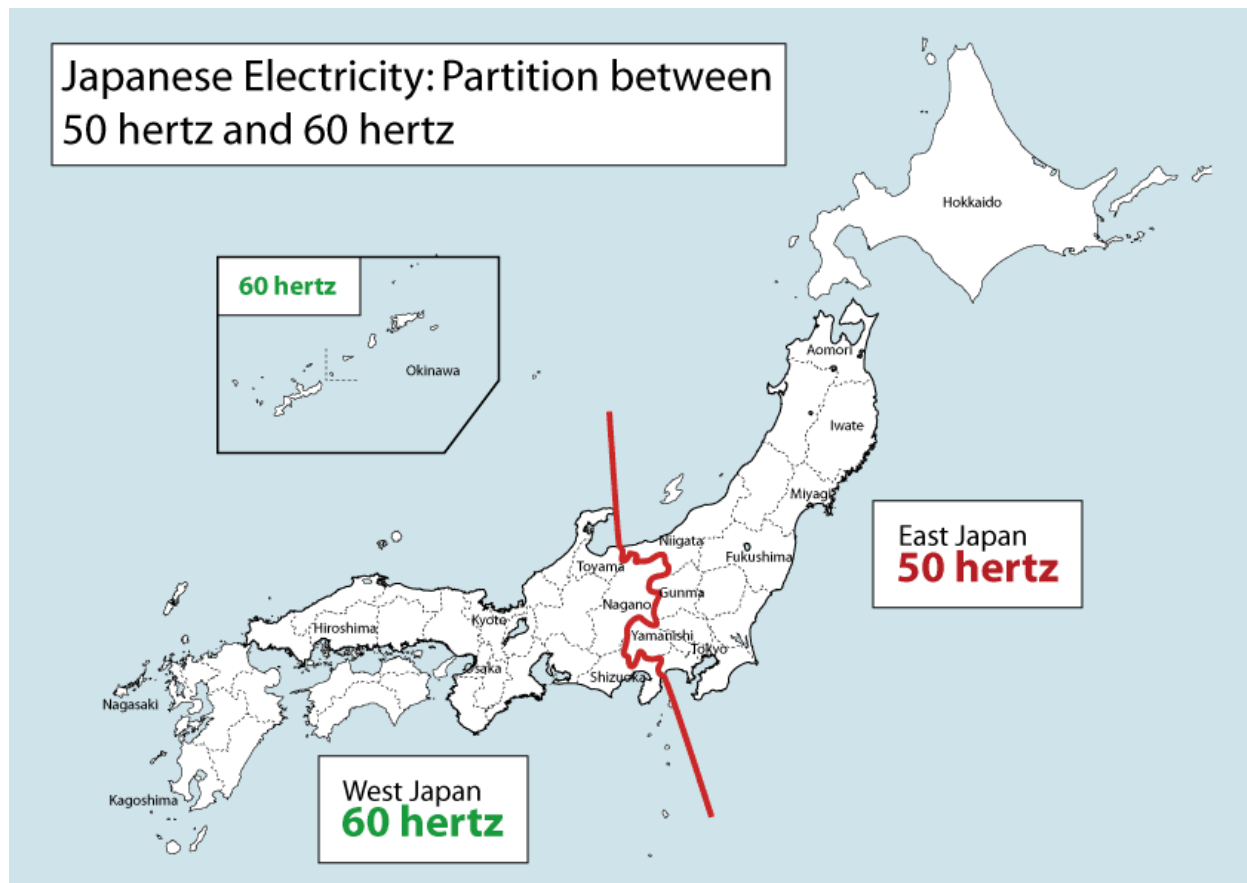 Japanese Electricity: Partition between
50 hertz and 60 hertz
Hokkaido
60 hertz
Okinawa
Aomori
Iwate
Miyagi
East Japan
50 hertz
Niigata
Fukushima
Toyama
Gunma
Nagano
Kyoto
Hiroshima
Yamanishi
Tokyo
Osaka
Shizuoka
Nagasaki
West Japan
60 hertz
Kagoshima